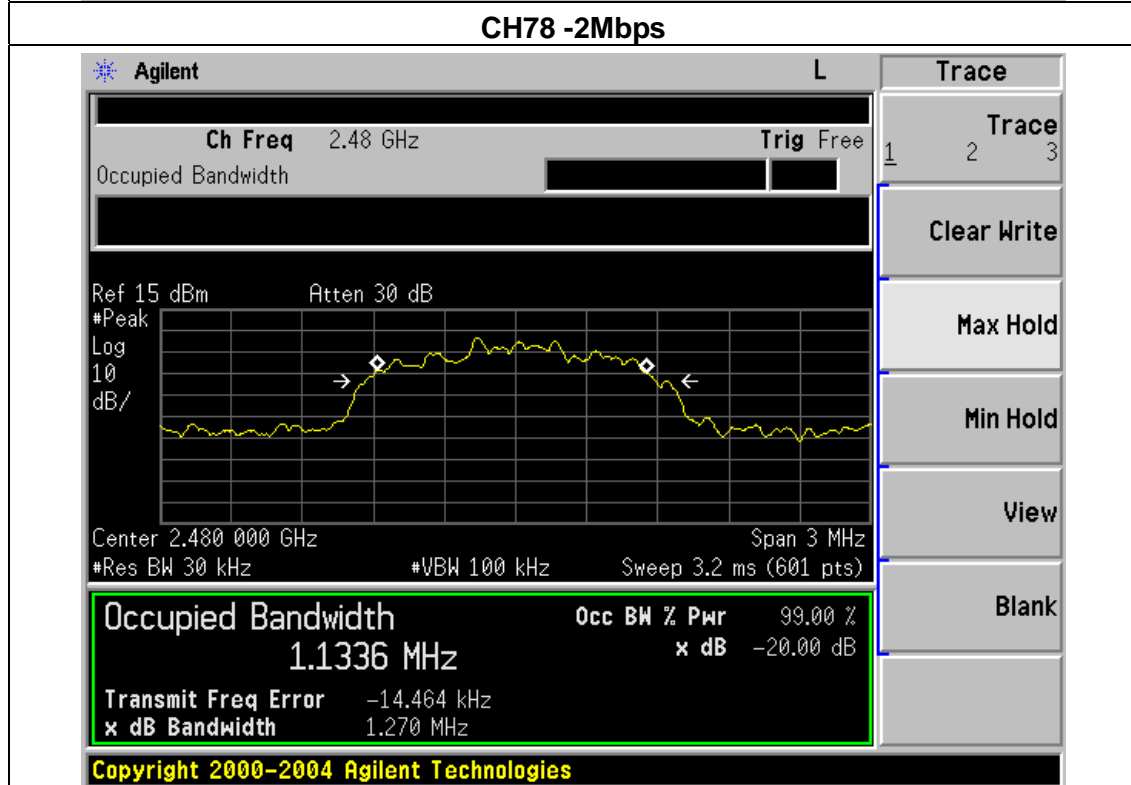 CH78 -2Mbps
Agilent L Trace
Ch Freq 2.48 GHz Trig Free
Occupied Bandwidth
Trace
1 2 3
Clear Write
Max Hold
Min Hold
View
Blank
Ref 15 dBm Atten 30 dB
#Peak
Log
10
dB/
Center 2.480 000 GHz Span 3 MHz
#Res BW 30 kHz #VBW 100 kHz Sweep 3.2 ms (601 pts)
Occupied Bandwidth Occ BW % Pwr 99.00 %
1.1336 MHz x dB -20.00 dB
Transmit Freq Error -14.464 kHz
x dB Bandwidth 1.270 MHz
Copyright 2000-2004 Agilent Technologies